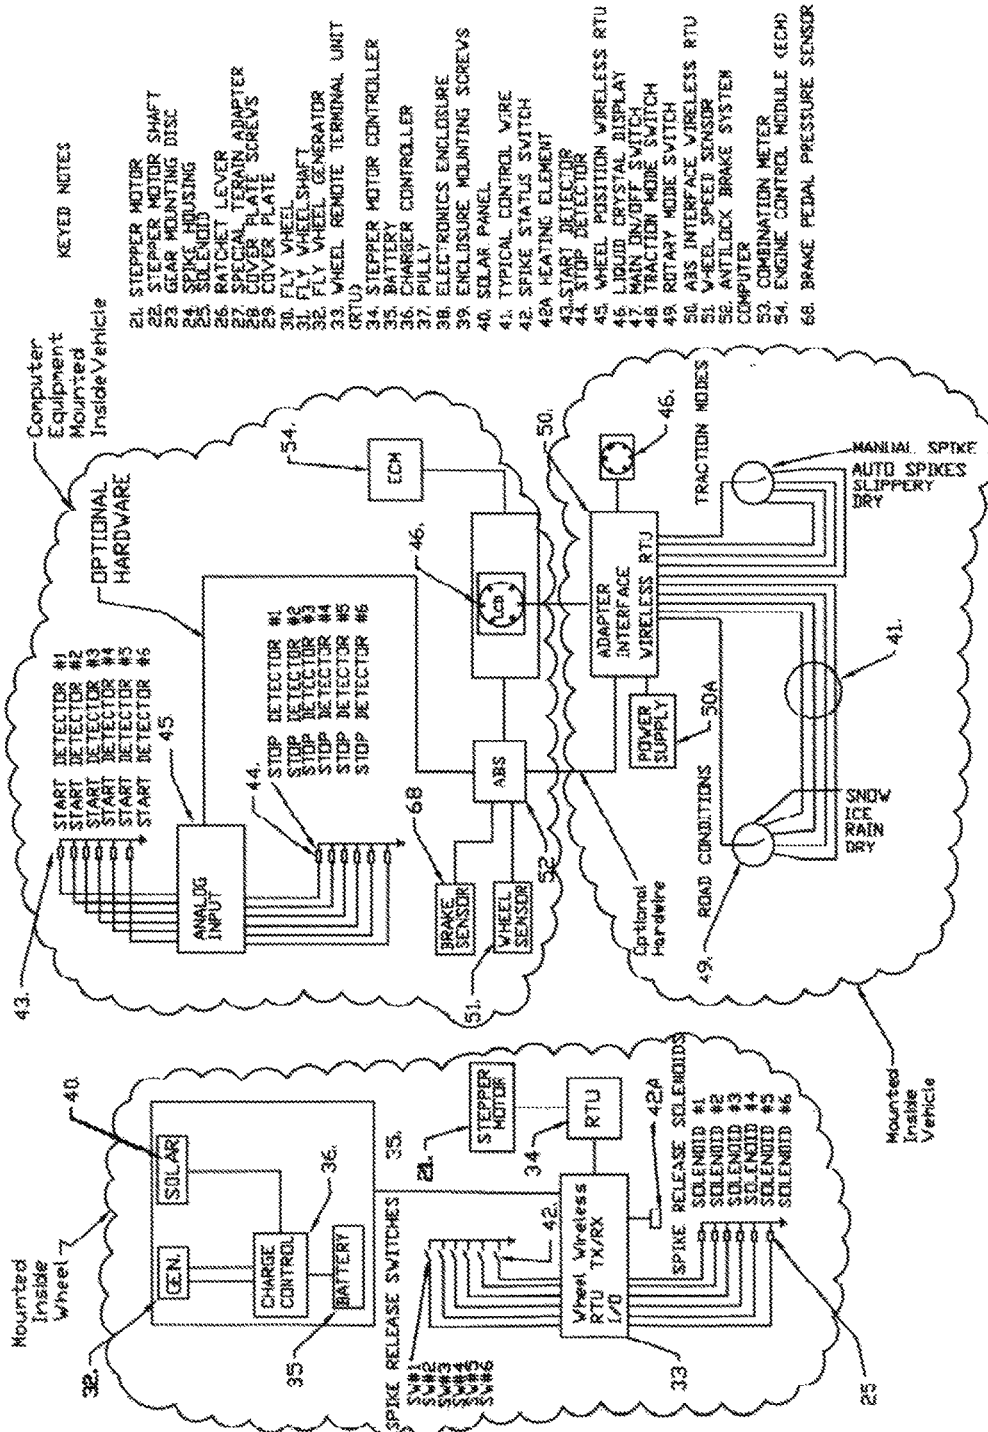 KEYED NOTES
21. STEPPER MOTOR
22. STEPPER MOTOR SHAFT
23. GEAR MOUNTING DISC
24. SPIKE HOUSING
25. SOLENOID
26. RATCHET LEVER
27. SPECIAL TERAIN ADAPTER
28. COVER PLATE SCREWS
29. COVER PLATE
30. FLY WHEEL
31. FLY WHEELSHAFT
32. FLY WHEEL GENERATOR
33. WHEEL REMOTE TERMINAL UNIT
(RTU)
34. STEPPER MOTOR CONTROLLER
35. BATTERY
36. CHARGER CONTROLLER
37. PULLY
38. ELECTRONICS ENCLOSURE
39. ENCLOSURE MOUNTING SCREWS
40. SOLAR PANEL
41. TYPICAL CONTROL WIRE
42. SPIKE STATUS SWITCH
42A HEATING ELEMENT
43.START DETECTOR
44. STOP DETECTOR
45. WHEEL POSITION WIRELESS RTU
46. LIQUID CRYSTAL DISPLAY
47. MAIN ON/OFF SWITCH
48. TRACTION MODE SWITCH
49. ROTARY MODE SWITCH
50. ABS INTERFACE WIRELESS RTU
51. WHEEL SPEED SENSOR
52. ANTILOCK BRAKE SYSTEM
COMPUTER
53. COMBINATION METER
54. ENGINE CONTROL MODULE (ECM)
68. BRAKE PEDAL PRESSURE SENSOR
Computer
Equipment
Mounted
InsideVehicle
OPTIONAL
HARDWARE
43.
START DETECTOR #1
START DETECTOR #2
START DETECTOR #3
START DETECTOR #4
START DETECTOR #5
START DETECTOR #6
45.
ANALOG
INPUT
44.
STOP DETECTOR #1
STOP DETECTOR #2
STOP DETECTOR #3
STOP DETECTOR #4
STOP DETECTOR #5
STOP DETECTOR #6
54.
ECM
46.
LCD
68
BRAKE
SENSOR
WHEEL
SENSOR
51.
ABS
52
50.
ADAPTER
INTERFACE
WIRELESS RTU
46.
POWER
SUPPLY
50A
Optional
Hardwire
TRACTION MODES
MANUAL SPIKE
AUTO SPIKES
SLIPPERY
DRY
41.
ROAD CONDITIONS
49.
SNOW
ICE
RAIN
DRY
Mounted
Inside
Vehicle
Mounted
Inside
Wheel
40.
SOLAR
32.
GEN.
CHARGE
CONTROL
36.
BATTERY
35
35.
SPIKE RELEASE SWITCHES
SW#1
SW#2
SW#3
SW#4
SW#5
SW#6
42.
21.
STEPPER
MOTOR
34
RTU
Wheel Wireless
RTU TX/RX
I/O
33
42A
SPIKE RELEASE SOLENOIDS
SOLENOID #1
SOLENOID #2
SOLENOID #3
SOLENOID #4
SOLENOID #5
SOLENOID #6
25